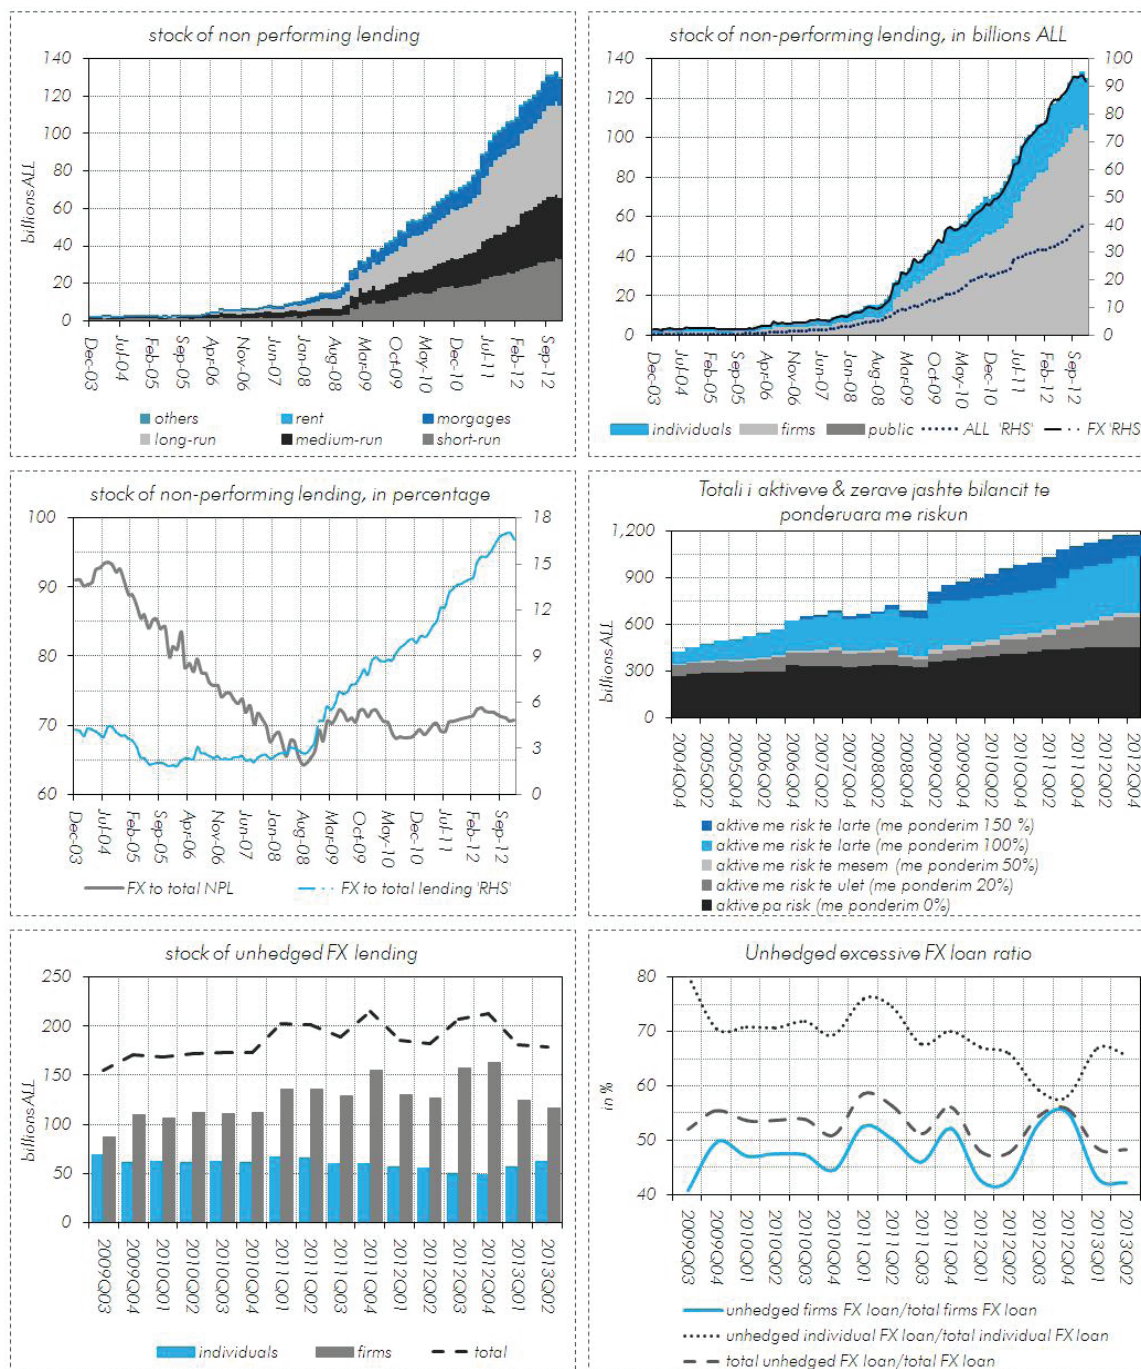 stock of non performing lending
140
120
100
80
60
40
20
0
billionsALL
Dec-03
Jul-04
Feb-05
Sep-05
Apr-06
Nov-06
Jun-07
Jan-08
Aug-08
Mar-09
Oct-09
May-10
Dec-10
Jul-11
Feb-12
Sep-12
others rent morgages
long-run medium-run short-run
stock of non-performing lending, in billions ALL
140
120
100
80
60
40
20
0
100
90
80
70
60
50
40
30
20
10
0
Dec-03
Jul-04
Feb-05
Sep-05
Apr-06
Nov-06
Jun-07
Jan-08
Aug-08
Mar-09
Oct-09
May-10
Dec-10
Jul-11
Feb-12
Sep-12
individuals firms public ALL 'RHS' FX 'RHS'
stock of non-performing lending, in percentage
100
90
80
70
60
18
15
12
9
6
3
0
Dec-03
Jul-04
Feb-05
Sep-05
Apr-06
Nov-06
Jun-07
Jan-08
Aug-08
Mar-09
Oct-09
May-10
Dec-10
Jul-11
Feb-12
Sep-12
FX to total NPL FX to total lending 'RHS'
Totali i aktiveve & zerave jashte bilancit te
ponderuara me riskun
1,200
900
600
300
0
billionsALL
2004Q04
2005Q02
2005Q04
2006Q02
2006Q04
2007Q02
2007Q04
2008Q02
2008Q04
2009Q02
2009Q04
2010Q02
2010Q04
2011Q02
2011Q04
2012Q02
2012Q04
aktive me risk te larte (me ponderim 150 %)
aktive me risk te larte (me ponderim 100%)
aktive me risk te mesem (me ponderim 50%)
aktive me risk te ulet (me ponderim 20%)
aktive pa risk (me ponderim 0%)
stock of unhedged FX lending
250
200
150
100
50
0
billionsALL
2009Q03
2009Q04
2010Q01
2010Q02
2010Q03
2010Q04
2011Q01
2011Q02
2011Q03
2011Q04
2012Q01
2012Q02
2012Q03
2012Q04
2013Q01
2013Q02
individuals firms total
Unhedged excessive FX loan ratio
80
70
60
50
40
in %
2009Q03
2009Q04
2010Q01
2010Q02
2010Q03
2010Q04
2011Q01
2011Q02
2011Q03
2011Q04
2012Q01
2012Q02
2012Q03
2012Q04
2013Q01
2013Q02
unhedged firms FX loan/total firms FX loan
unhedged individual FX loan/total individual FX loan
total unhedged FX loan/total FX loan